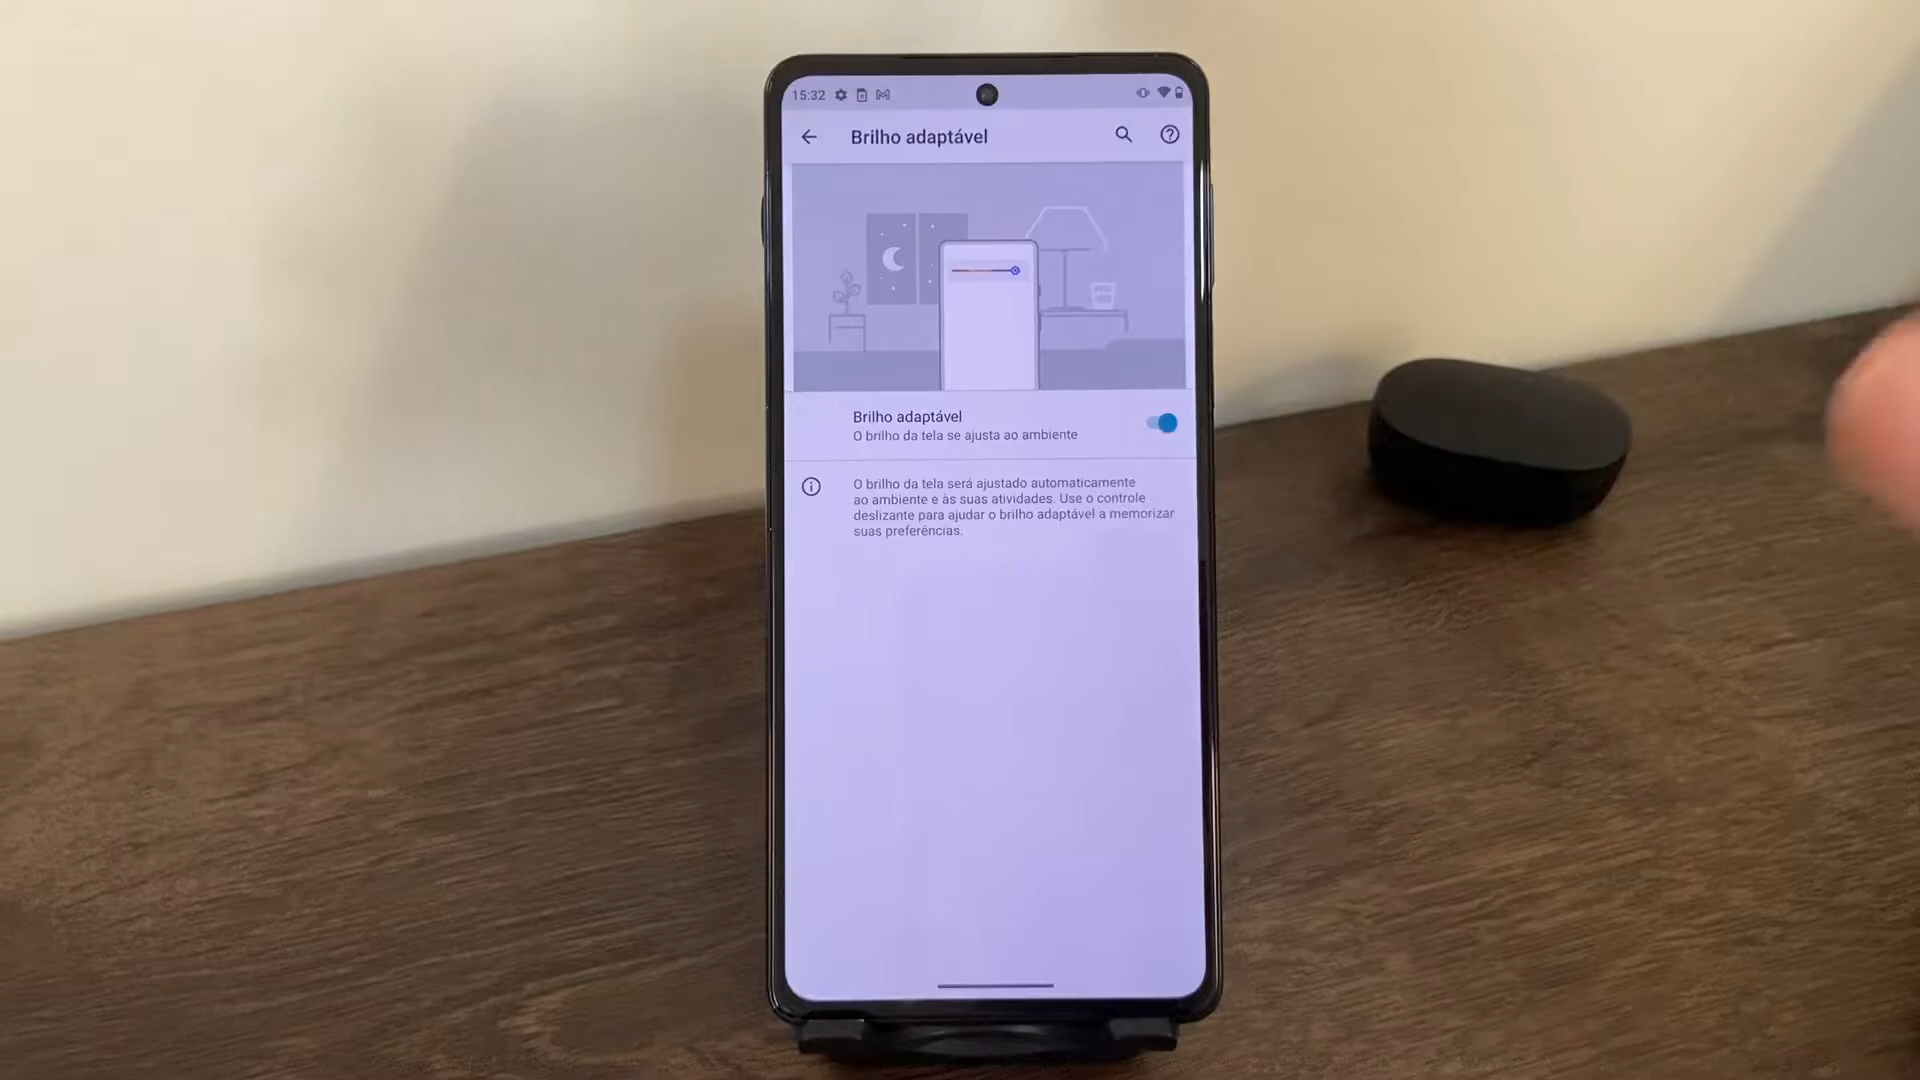 15:32
Brilho adaptável
Brilho adaptável
O brilho da tela se ajusta ao ambiente
O brilho da tela será ajustado automaticamente
ao ambiente e às suas atividades. Use o controle
deslizante para ajudar o brilho adaptável a memorizar
suas preferências.